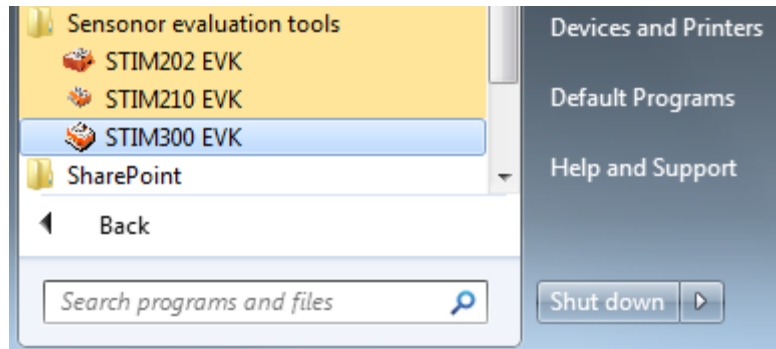 Sensonor evaluation tools
STIM202 EVK
STIM210 EVK
STIM300 EVK
SharePoint
Back
Search programs and files
Devices and Printers
Default Programs
Help and Support
Shut down